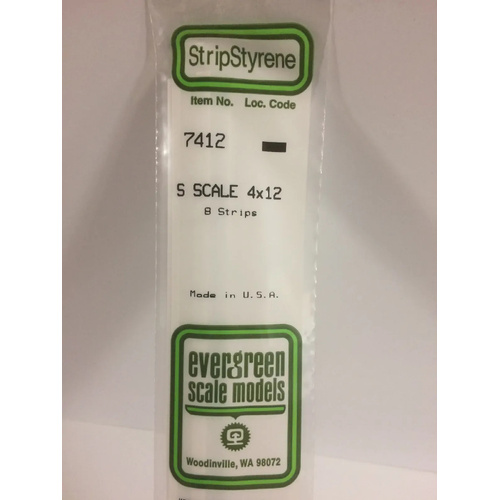 StripStyrene
Item No. Loc. Code
7412
S SCALE 4x12
8 Strips
Made in U.S.A.
evergreen
scale models
Woodinville, WA 98072